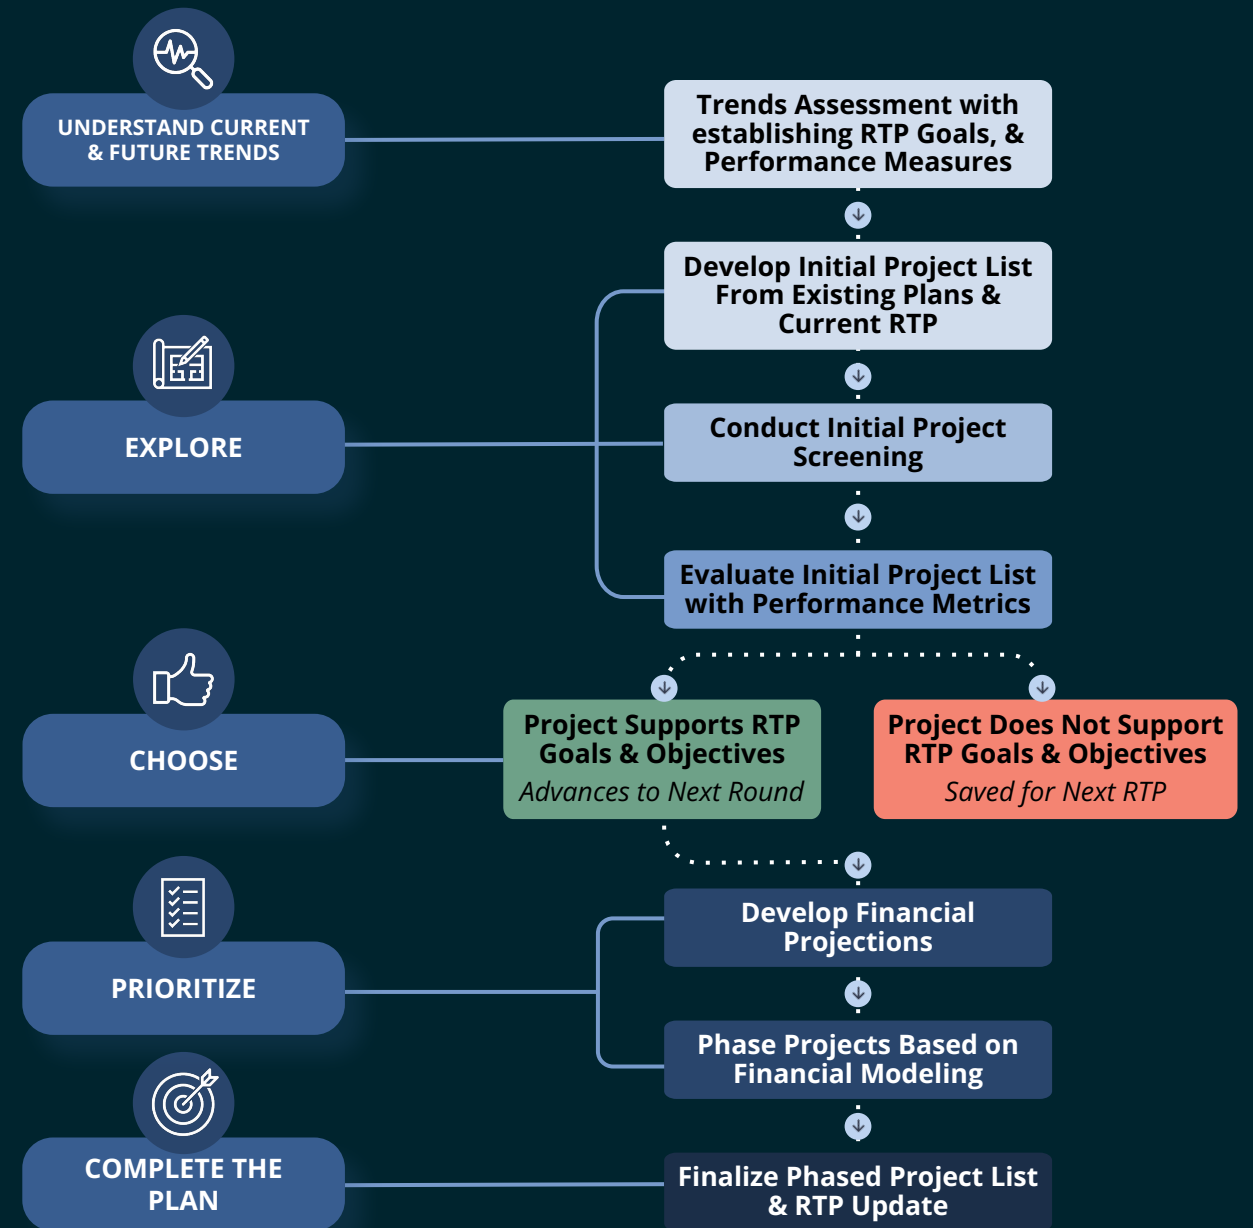 UNDERSTAND CURRENT
& FUTURE TRENDS
Trends Assessment with
establishing RTP Goals, &
Performance Measures
Develop Initial Project List
From Existing Plans &
Current RTP
EXPLORE
Conduct Initial Project
Screening
Evaluate Initial Project List
with Performance Metrics
CHOOSE
Project Supports RTP
Goals & Objectives
Advances to Next Round
Project Does Not Support
RTP Goals & Objectives
Saved for Next RTP
PRIORITIZE
Develop Financial
Projections
Phase Projects Based on
Financial Modeling
COMPLETE THE
PLAN
Finalize Phased Project List
& RTP Update